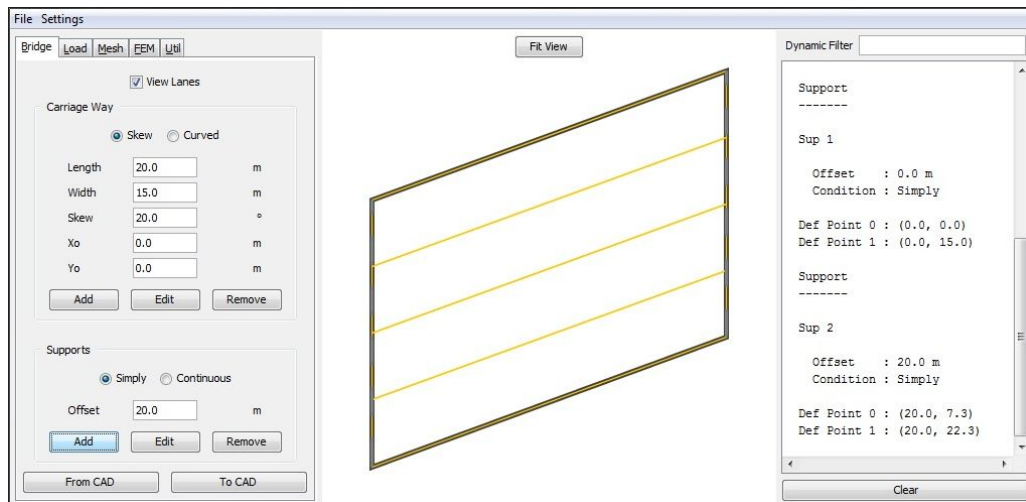 File Settings
Bridge Load Mesh FEM Util
View Lanes
Carriage Way
Skew Curved
Length 20.0 m
Width 15.0 m
Skew 20.0 °
Xo 0.0 m
Yo 0.0 m
Add Edit Remove
Supports
Simply Continuous
Offset 20.0 m
Add Edit Remove
From CAD To CAD
Fit View
Dynamic Filter
Support
-------
Sup 1
Offset : 0.0 m
Condition : Simply
Def Point 0 : (0.0, 0.0)
Def Point 1 : (0.0, 15.0)
Support
-------
Sup 2
Offset : 20.0 m
Condition : Simply
Def Point 0 : (20.0, 7.3)
Def Point 1 : (20.0, 22.3)
Clear